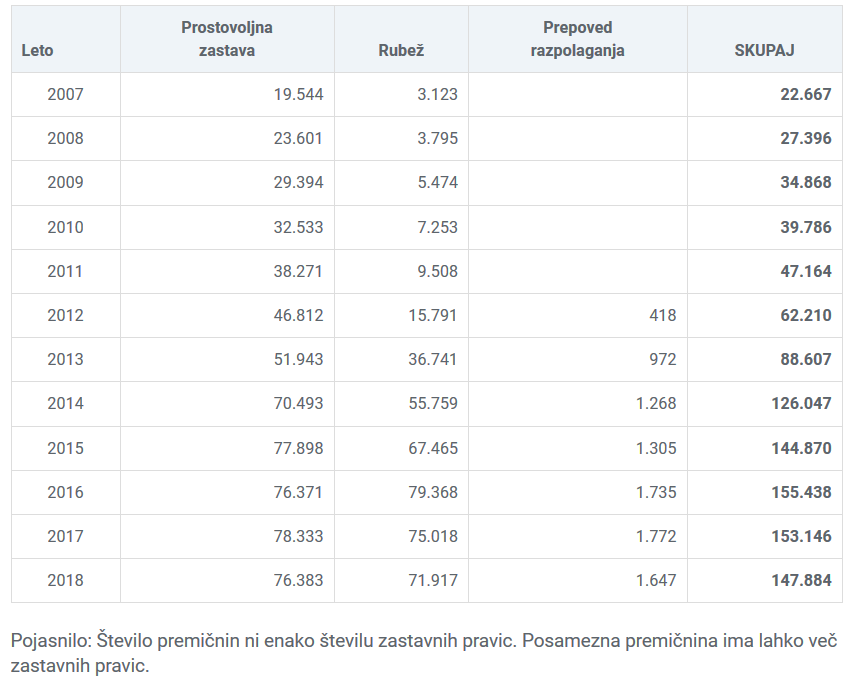 Leto Prostovoljna zastava Rubež Prepoved razpolaganja SKUPAJ
2007 19.544 3.123 22.667
2008 23.601 3.795 27.396
2009 29.394 5.474 34.868
2010 32.533 7.253 39.786
2011 38.271 9.508 47.164
2012 46.812 15.791 418 62.210
2013 51.943 36.741 972 88.607
2014 70.493 55.759 1.268 126.047
2015 77.898 67.465 1.305 144.870
2016 76.371 79.368 1.735 155.438
2017 78.333 75.018 1.772 153.146
2018 76.383 71.917 1.647 147.884
Pojasnilo: Število premičnin ni enako številu zastavnih pravic. Posamezna premičnina ima lahko več
zastavnih pravic.